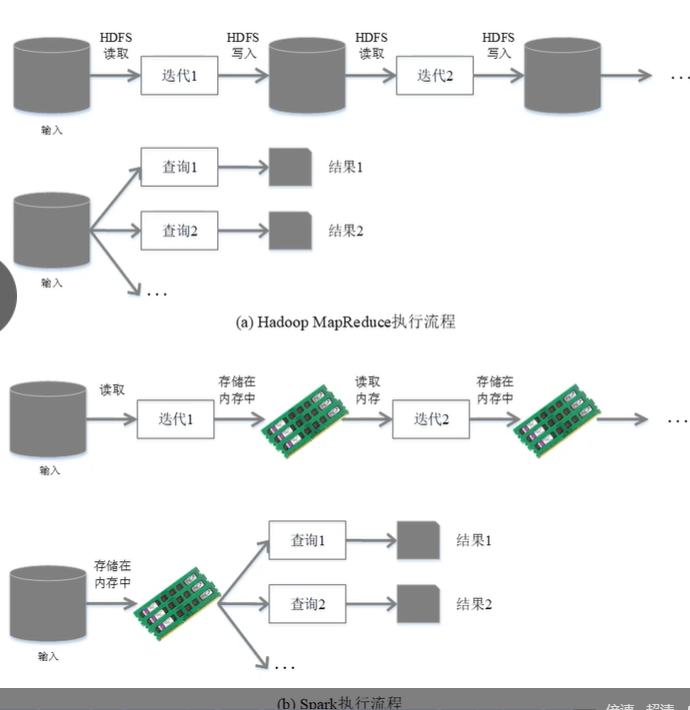 HDFS
读取
HDFS
写入
HDFS
读取
HDFS
写入
迭代1
迭代2
...
输入
查询1
结果1
查询2
结果2
输入
...
(a) Hadoop MapReduce执行流程
读取
存储在
内存中
读取
内存
存储在
内存中
迭代1
迭代2
...
输入
查询1
结果1
存储在
内存中
查询2
结果2
输入
...
(b) Spark执行流程
倍速 超清